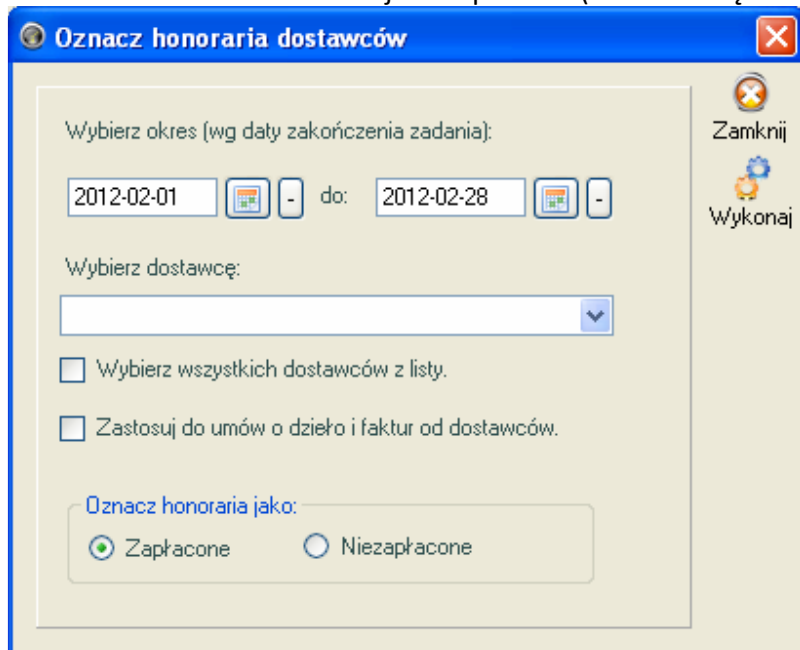 Oznacz honoraria dostawców
Zamknij
Wykonaj
Wybierz okres (wg daty zakończenia zadania):
2012-02-01 - do: 2012-02-28 -
Wybierz dostawcę:
Wybierz wszystkich dostawców z listy.
Zastosuj do umów o dzieło i faktur od dostawców.
Oznacz honoraria jako:
Zapłacone Niezapłacone